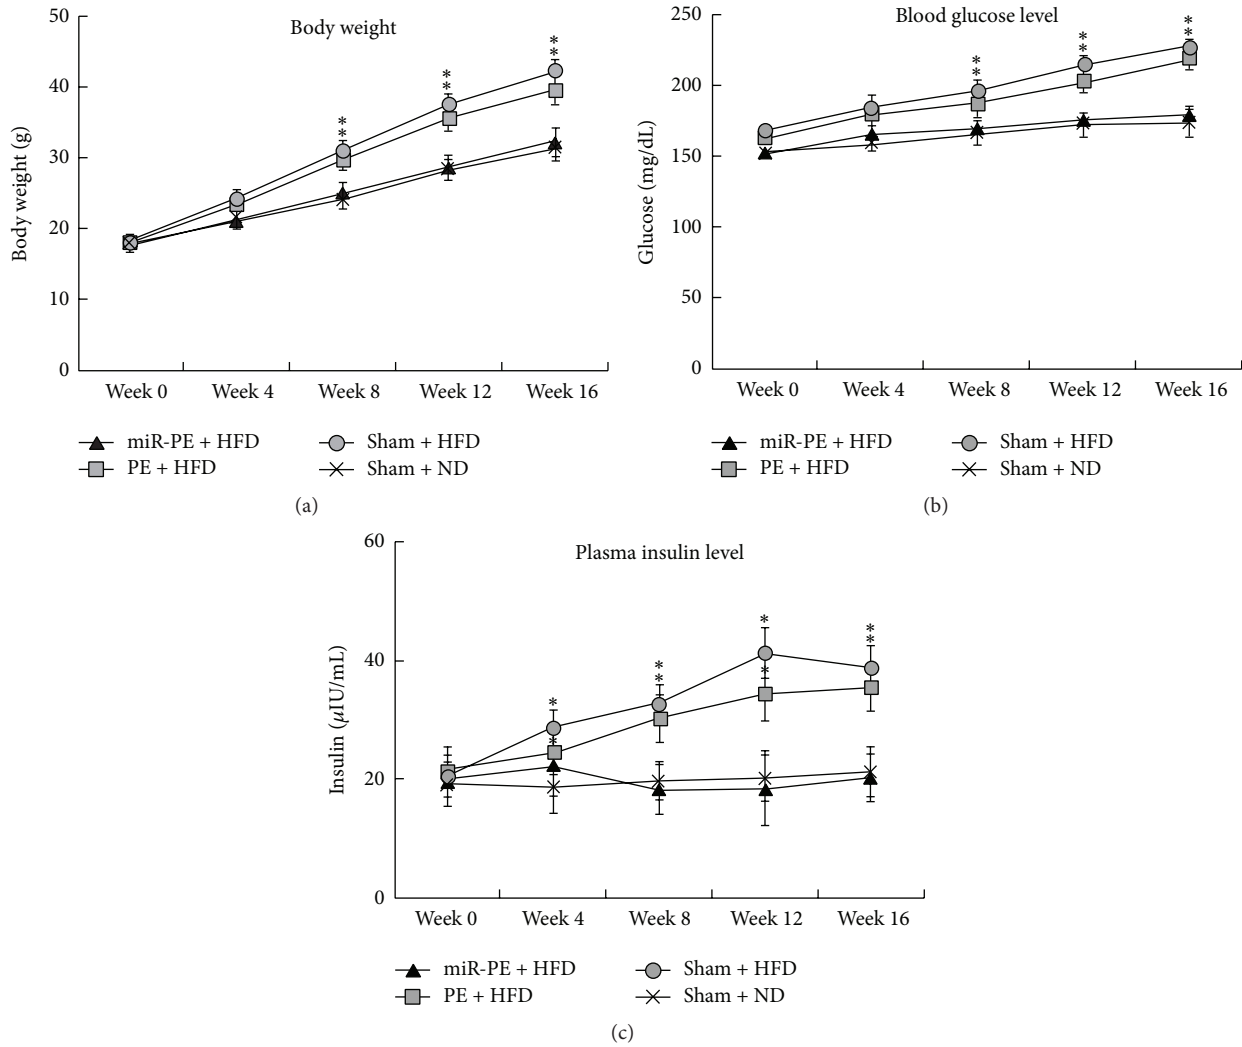 Body weight
50
40
30
20
10
0
Body weight (g)
**
**
**
Week 0 Week 4 Week 8 Week 12 Week 16
miR-PE + HFD Sham + HFD
PE + HFD Sham + ND
(a)
Blood glucose level
250
200
150
100
50
0
Glucose (mg/dL)
**
**
**
Week 0 Week 4 Week 8 Week 12 Week 16
miR-PE + HFD Sham + HFD
PE + HFD Sham + ND
(b)
Plasma insulin level
60
40
20
0
Insulin (μIU/mL)
*
*
**
*
*
**
Week 0 Week 4 Week 8 Week 12 Week 16
miR-PE + HFD Sham + HFD
PE + HFD Sham + ND
(c)